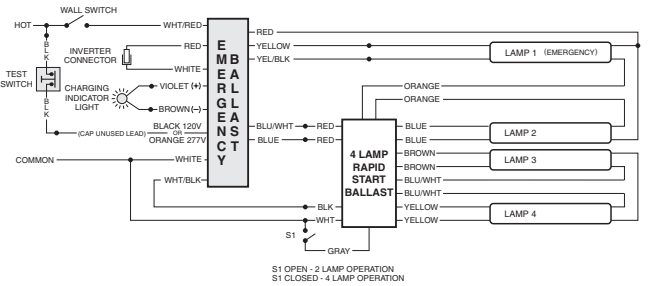 WALL SWITCH
HOT
WHT/RED
RED
BLK
INVERTER
CONNECTOR
RED
YELLOW
YEL/BLK
LAMP 1 (EMERGENCY)
WHITE
TEST
SWITCH
CHARGING
INDICATOR
LIGHT
VIOLET (+)
BROWN (–)
EMERGENCY
BALLAST
ORANGE
ORANGE
BLK
(CAP UNUSED LEAD)
BLACK 120V
OR
ORANGE 277V
BLU/WHT
RED
BLUE
RED
BLUE
BLUE
LAMP 2
COMMON
WHITE
WHT/BLK
4 LAMP
RAPID
START
BALLAST
BROWN
BROWN
LAMP 3
BLU/WHT
BLU/WHT
BLK
WHT
YELLOW
YELLOW
LAMP 4
S1
GRAY
S1 OPEN - 2 LAMP OPERATION
S1 CLOSED - 4 LAMP OPERATION